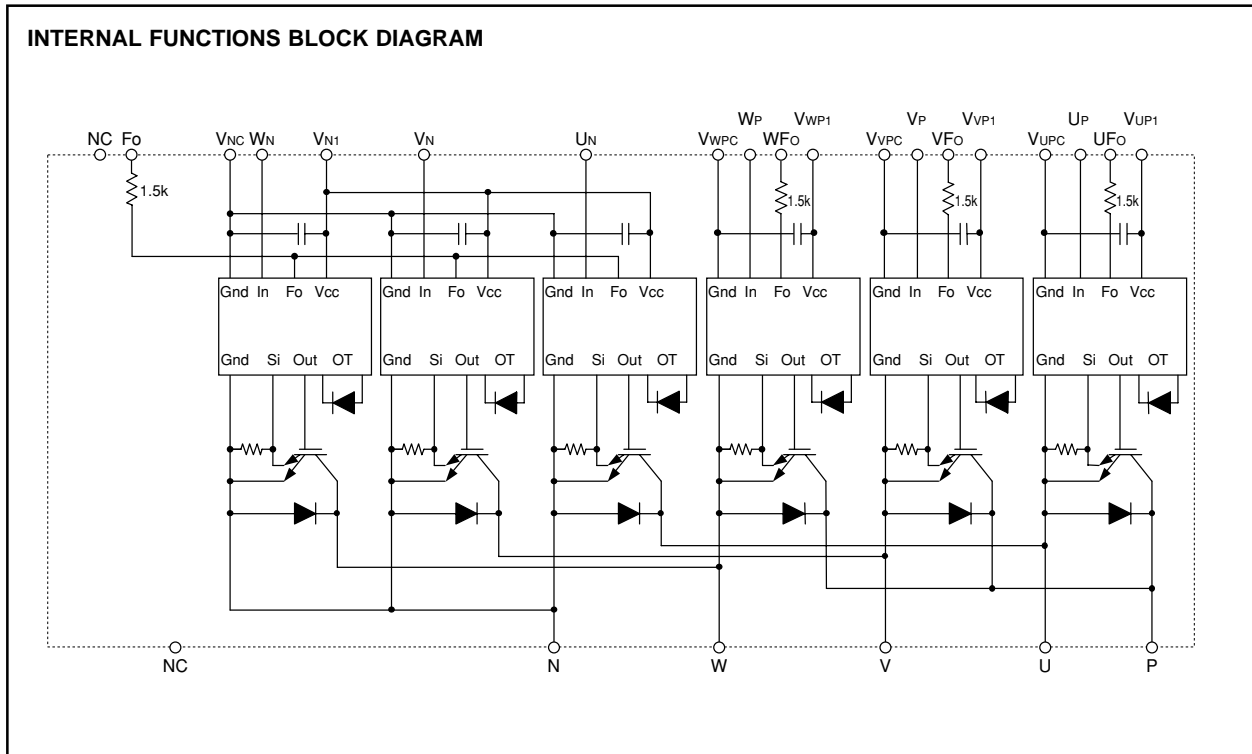 INTERNAL FUNCTIONS BLOCK DIAGRAM
WP VWP1 VP VVP1 UP VUP1
NC Fo VNC WN VN1 VN UN VWPC WFO VVPC VFO VUPC UFO
1.5k 1.5k 1.5k 1.5k
Gnd In Fo Vcc Gnd In Fo Vcc Gnd In Fo Vcc Gnd In Fo Vcc Gnd In Fo Vcc Gnd In Fo Vcc
Gnd Si Out OT Gnd Si Out OT Gnd Si Out OT Gnd Si Out OT Gnd Si Out OT Gnd Si Out OT
NC N W V U P